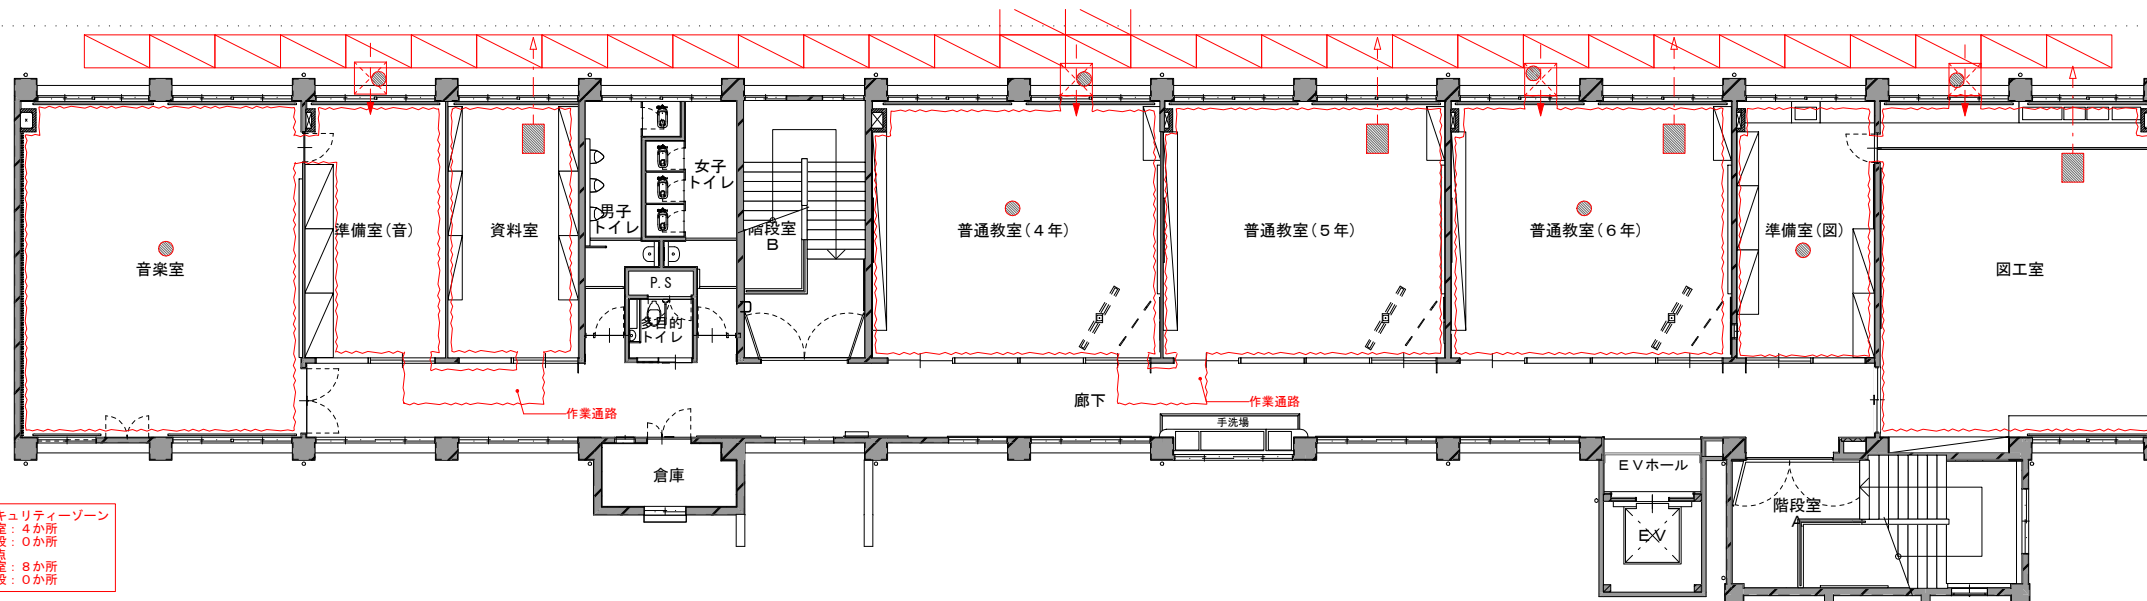 音楽室
準備室(音)
資料室
男子
トイレ
女子
トイレ
P.S
多目的
トイレ
階段室
B
普通教室(4年)
普通教室(5年)
普通教室(6年)
準備室(図)
図工室
作業通路
廊下
作業通路
手洗場
倉庫
EVホール
EV
階段室
A
キュリティーゾーン
室:4か所
設:0か所
点
室:8か所
設:0か所